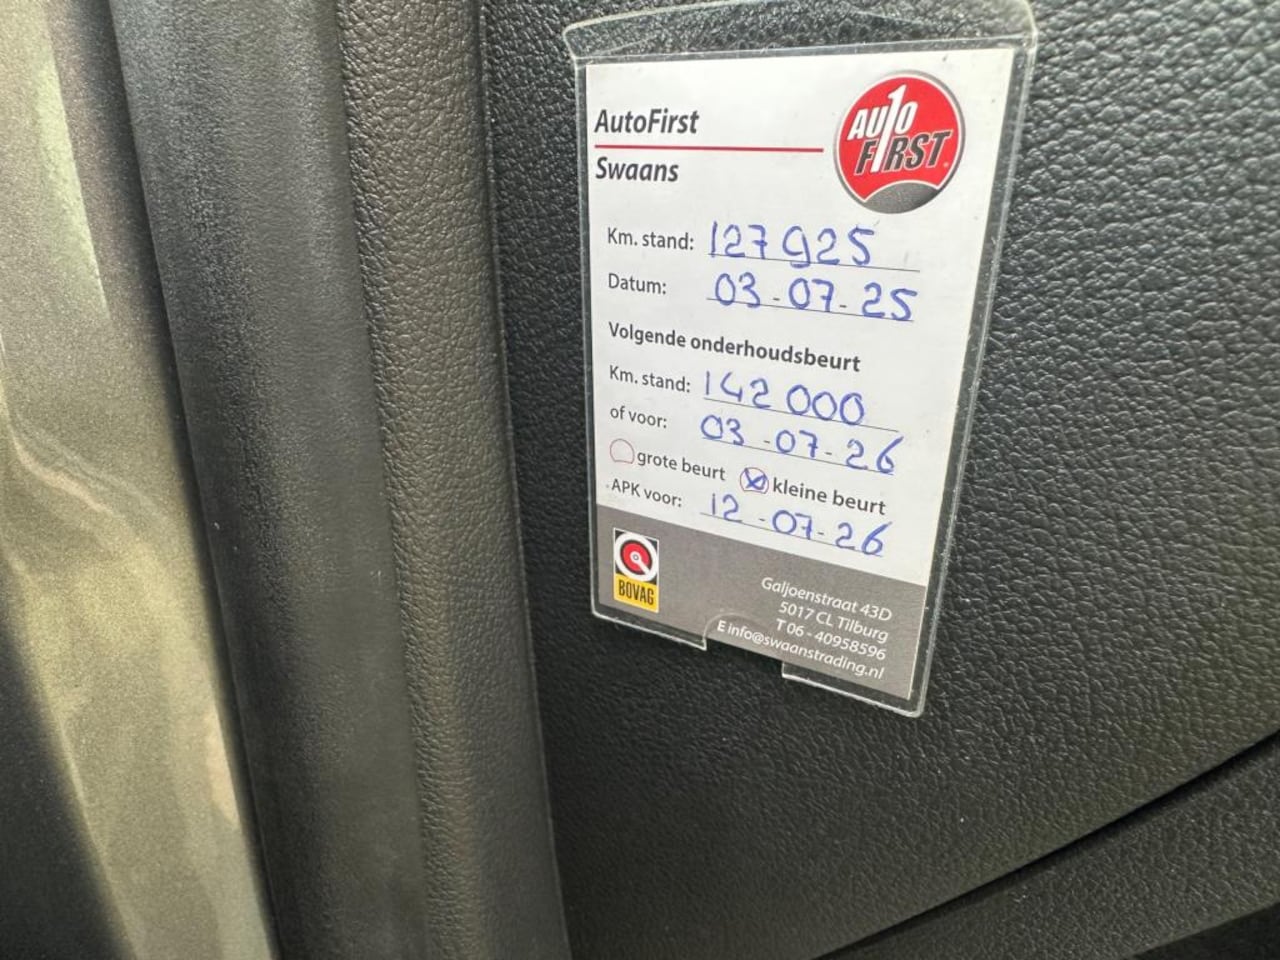 AutoFirst
Swaans
AUTO
FIRST
Km. stand: 127925
Datum: 03-07-25
Volgende onderhoudsbeurt
Km. stand: 142000
of voor: 03-07-26
grote beurt kleine beurt
APK voor: 12-07-26
BOVAG
Galjoenstraat 43D
5017 CL Tilburg
T 06 - 40958596
E info@swaanstrading.nl